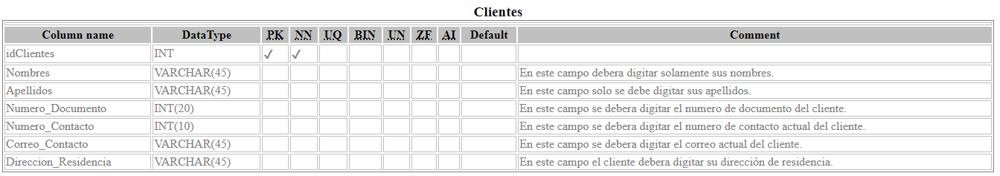 Clientes
Column name DataType PK NN UQ BIN UN ZF AI Default Comment
idClientes INT ✓ ✓
Nombres VARCHAR(45) En este campo debera digitar solamente sus nombres.
Apellidos VARCHAR(45) En este campo solo se debe digitar sus apellidos.
Numero_Documento INT(20) En este campo se debera digitar el numero de documento del cliente.
Numero_Contacto INT(10) En este campo se debera digitar el numero de contacto actual del cliente.
Correo_Contacto VARCHAR(45) En este campo se debera digitar el correo actual del cliente.
Direccion_Residencia VARCHAR(45) En este campo el cliente debera digitar su dirección de residencia.